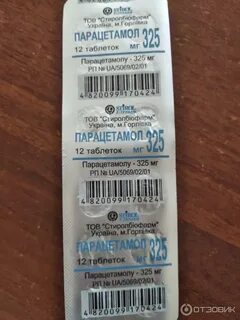 4820099170424
ТОВ "Стиролбіофарм"
Україна, м.Горлівка
ПАРАЦЕТАМОЛ 325
12 таблеток мг
Парацетамолу - 325 мг
РП № UA/5069/02/01
4820099170424
ТОВ "Стиролбіофарм"
Україна, м.Горлівка
ПАРАЦЕТАМОЛ 325
12 таблеток мг
Парацетамолу - 325 мг
РП № UA/5069/02/01
4820099170424
ТОВ "Стиролбіофарм"
Україна, м.Горлівка
ПАРАЦЕТАМОЛ 325
12 таблеток мг
Парацетамолу - 325 мг
РП № UA/5069/02/01
4820099170424
ОТЗОВИК